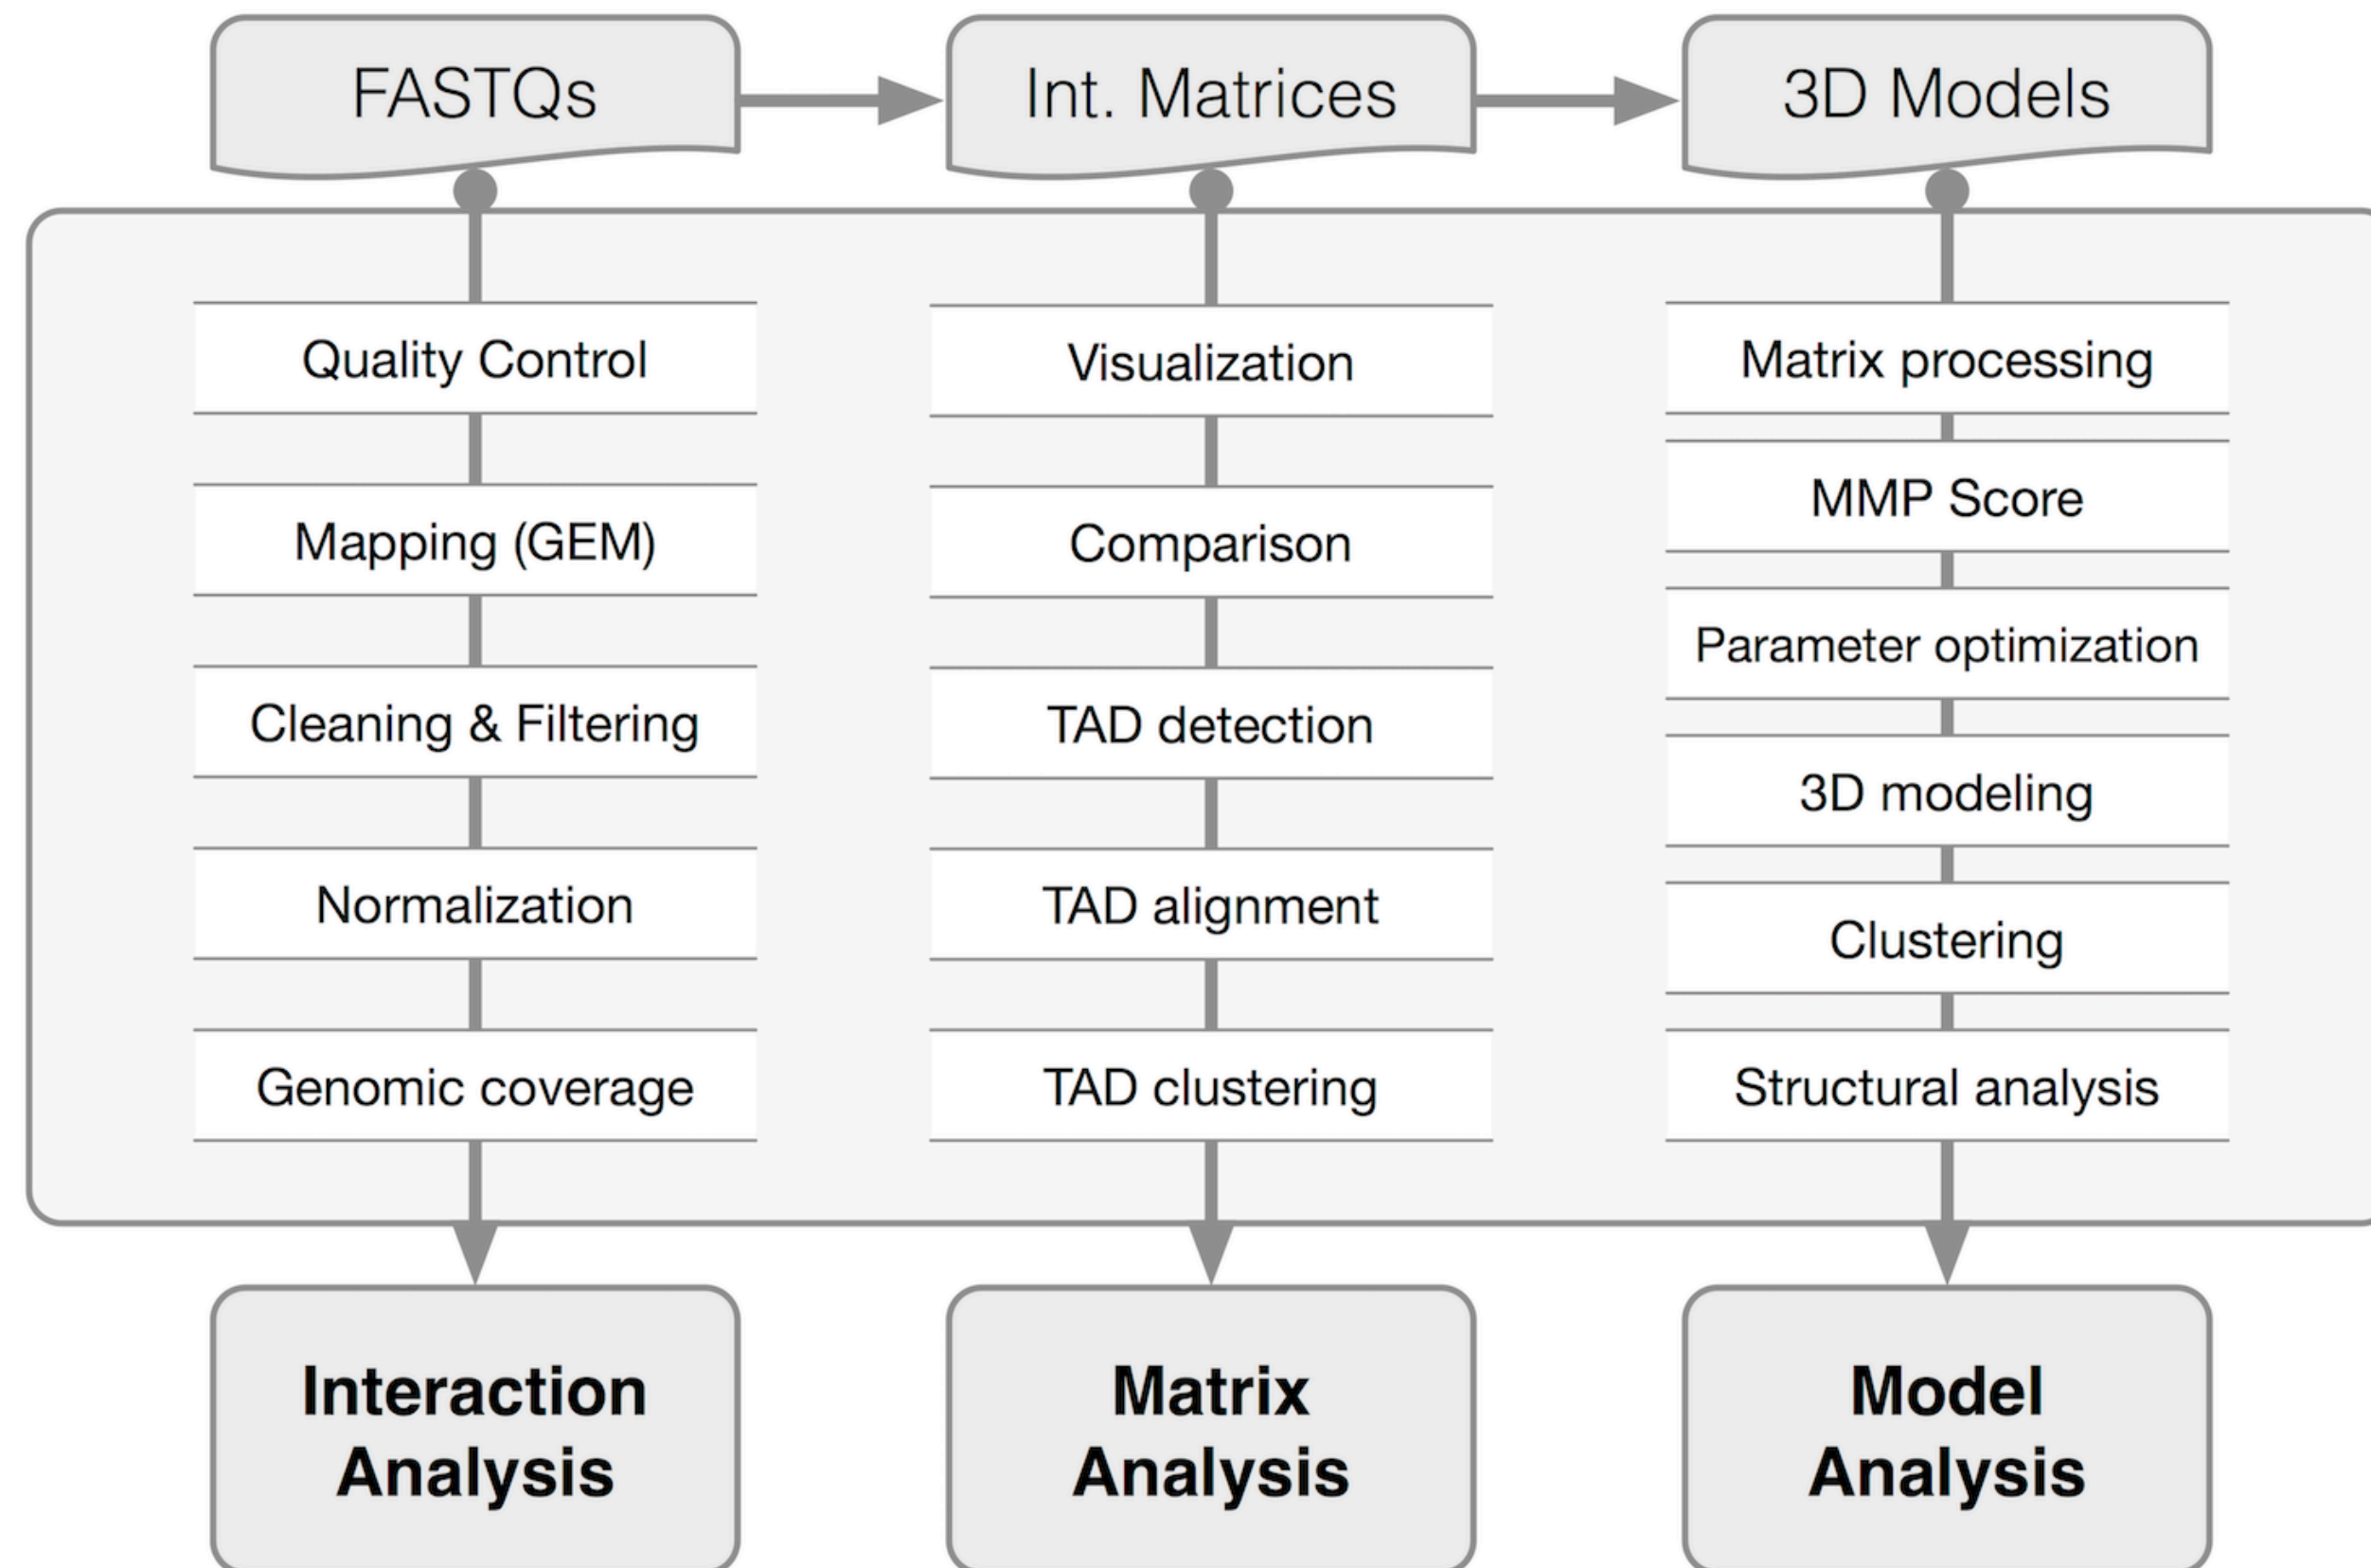 FASTQs
Int. Matrices
3D Models
Quality Control
Mapping (GEM)
Cleaning & Filtering
Normalization
Genomic coverage
Visualization
Comparison
TAD detection
TAD alignment
TAD clustering
Matrix processing
MMP Score
Parameter optimization
3D modeling
Clustering
Structural analysis
Interaction
Analysis
Matrix
Analysis
Model
Analysis